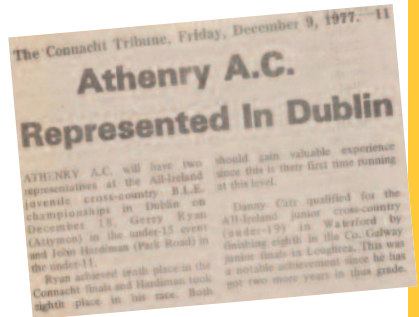 The Connacht Tribune, Friday, December 9, 1977.—11
Athenry A.C.
Represented In Dublin
ATHENRY A.C. will have two
representatives at the All-Ireland
juvenile cross-country B.L.E.
championships in Dublin on
December 18. Gerry Ryan
(Attymon) in the under-15 event
and John Hardiman (Park Road) in
the under-11.
Ryan achieved tenth place in the
Connacht finals and Hardiman took
eighth place in his race. Both
should gain valuable experience
since this is their first time running
at this level.
Danny Carr qualified for the
All-Ireland junior cross-country
(under-19) in Waterford by
finishing eighth in the Co. Galway
junior finals in Loughrea. This was
a notable achievement since he has
got two more years in this grade.